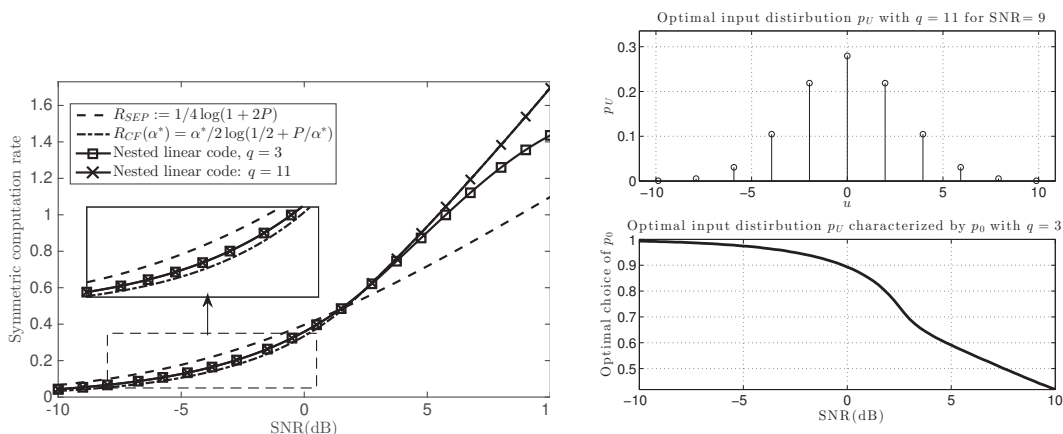 1.6
1.4
1.2
1
0.8
0.6
0.4
0.2
0
Symmetric computation rate
R_SEP := 1/4 log(1 + 2P)
R_CF(α*) = α*/2 log(1/2 + P/α*)
Nested linear code, q = 3
Nested linear code: q = 11
-10 -5 0 5 1
SNR(dB)
Optimal input distirbution p_U with q = 11 for SNR= 9
0.3
0.2
0.1
0
p_U
−10 −5 0 5 10
u
Optimal input distribution p_U characterized by p_0 with q = 3
1
0.9
0.8
0.7
0.6
0.5
Optimal choice of p_0
−10 −5 0 5 10
SNR(dB)